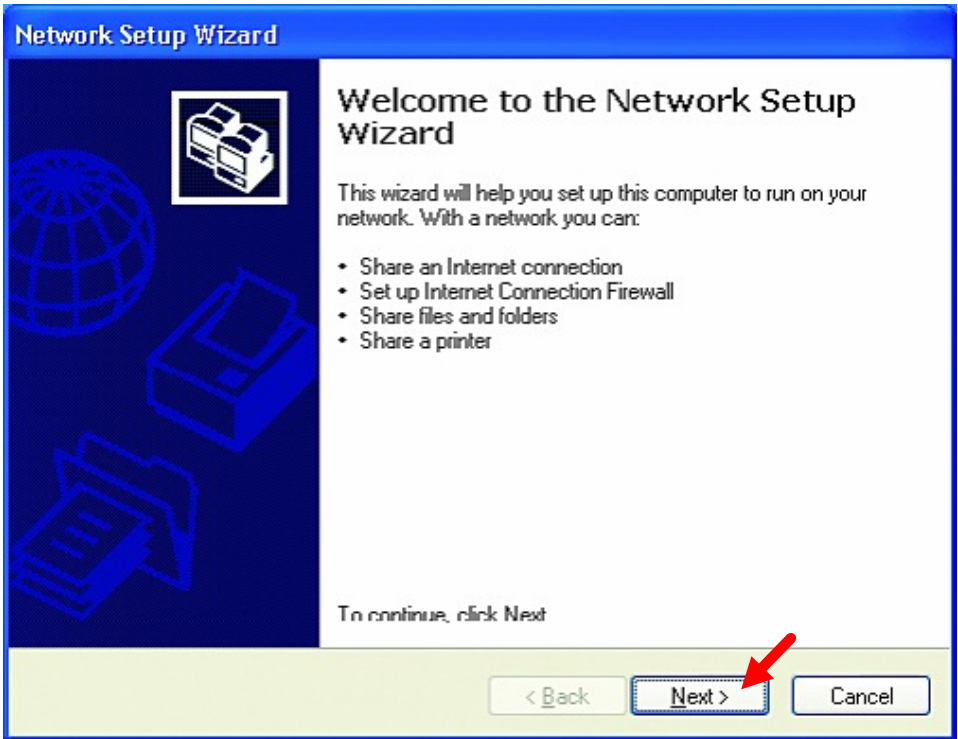 Network Setup Wizard
Welcome to the Network Setup
Wizard
This wizard will help you set up this computer to run on your
network. With a network you can:
• Share an Internet connection
• Set up Internet Connection Firewall
• Share files and folders
• Share a printer
To continue, click Next
< Back
Next >
Cancel